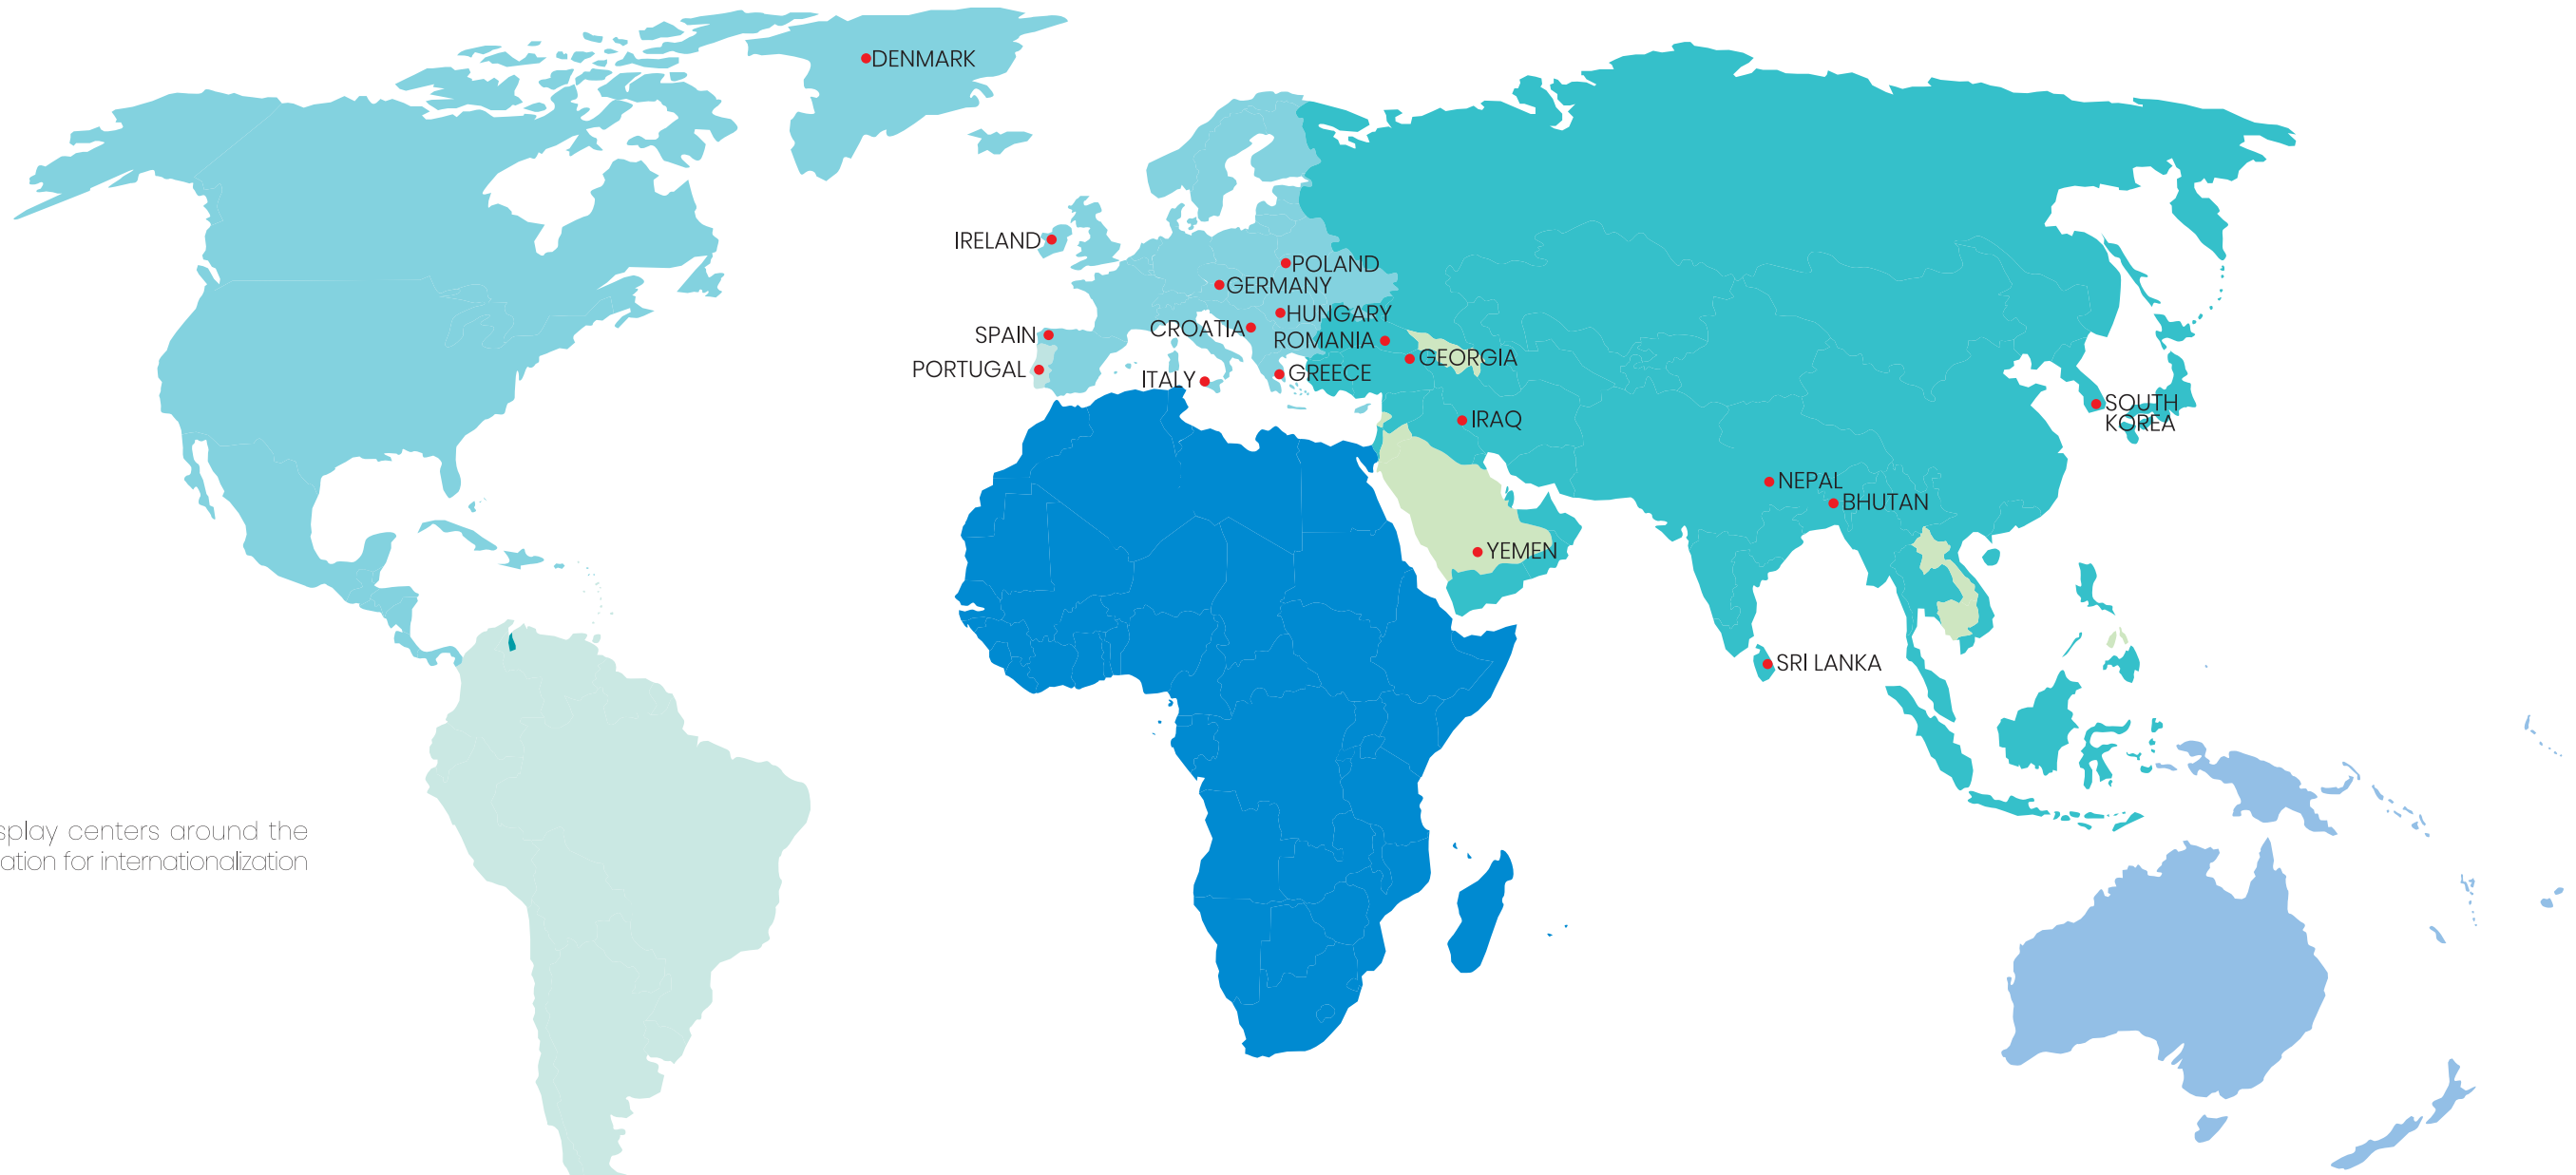 DENMARK
IRELAND
POLAND
GERMANY
HUNGARY
SPAIN
CROATIA
ROMANIA
GEORGIA
PORTUGAL
ITALY
GREECE
IRAQ
SOUTH
KOREA
NEPAL
BHUTAN
YEMEN
SRI LANKA
splay centers around the
ation for internationalization